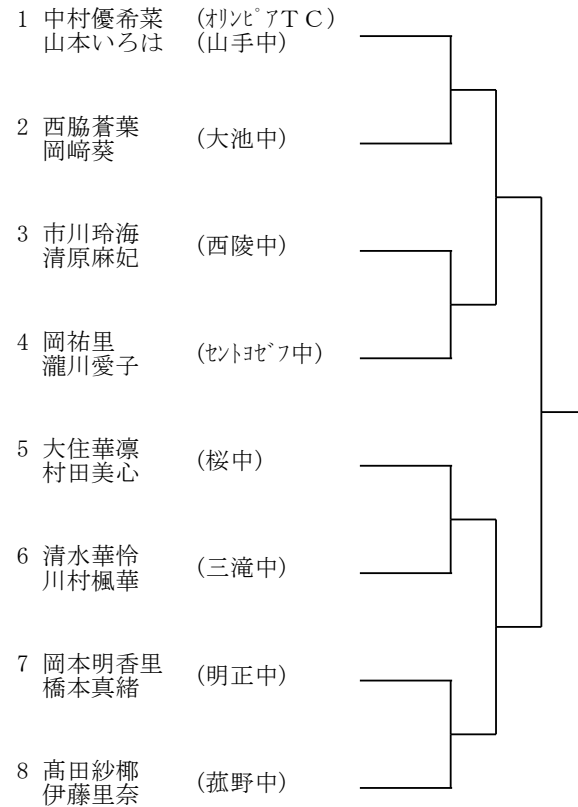 1 中村優希菜 (ｵﾘﾝﾋﾟｱＴＣ)
山本いろは (山手中)
2 西脇蒼葉 (大池中)
岡﨑葵
3 市川玲海 (西陵中)
清原麻妃
4 岡祐里 (ｾﾝﾄﾖｾﾞﾌ中)
瀧川愛子
5 大住華凛 (桜中)
村田美心
6 清水華怜 (三滝中)
川村楓華
7 岡本明香里 (明正中)
橋本真緒
8 髙田紗椰 (菰野中)
伊藤里奈